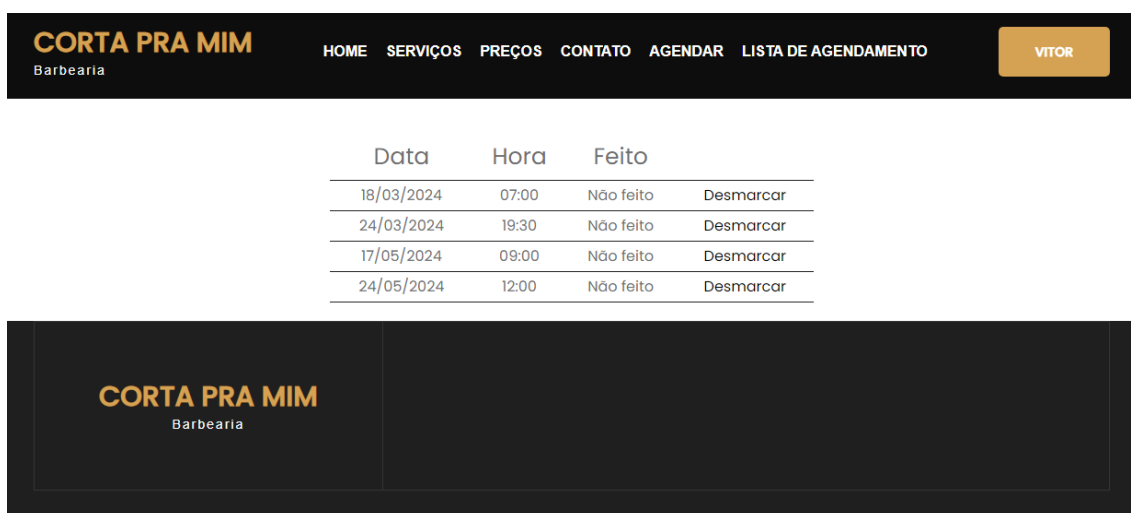 CORTA PRA MIM
Barbearia
HOME SERVIÇOS PREÇOS CONTATO AGENDAR LISTA DE AGENDAMENTO VITOR
Data Hora Feito
18/03/2024 07:00 Não feito Desmarcar
24/03/2024 19:30 Não feito Desmarcar
17/05/2024 09:00 Não feito Desmarcar
24/05/2024 12:00 Não feito Desmarcar
CORTA PRA MIM
Barbearia